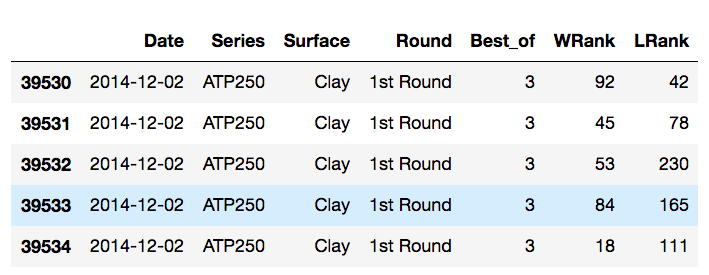 Date Series Surface Round Best_of WRank LRank
39530 2014-12-02 ATP250 Clay 1st Round 3 92 42
39531 2014-12-02 ATP250 Clay 1st Round 3 45 78
39532 2014-12-02 ATP250 Clay 1st Round 3 53 230
39533 2014-12-02 ATP250 Clay 1st Round 3 84 165
39534 2014-12-02 ATP250 Clay 1st Round 3 18 111